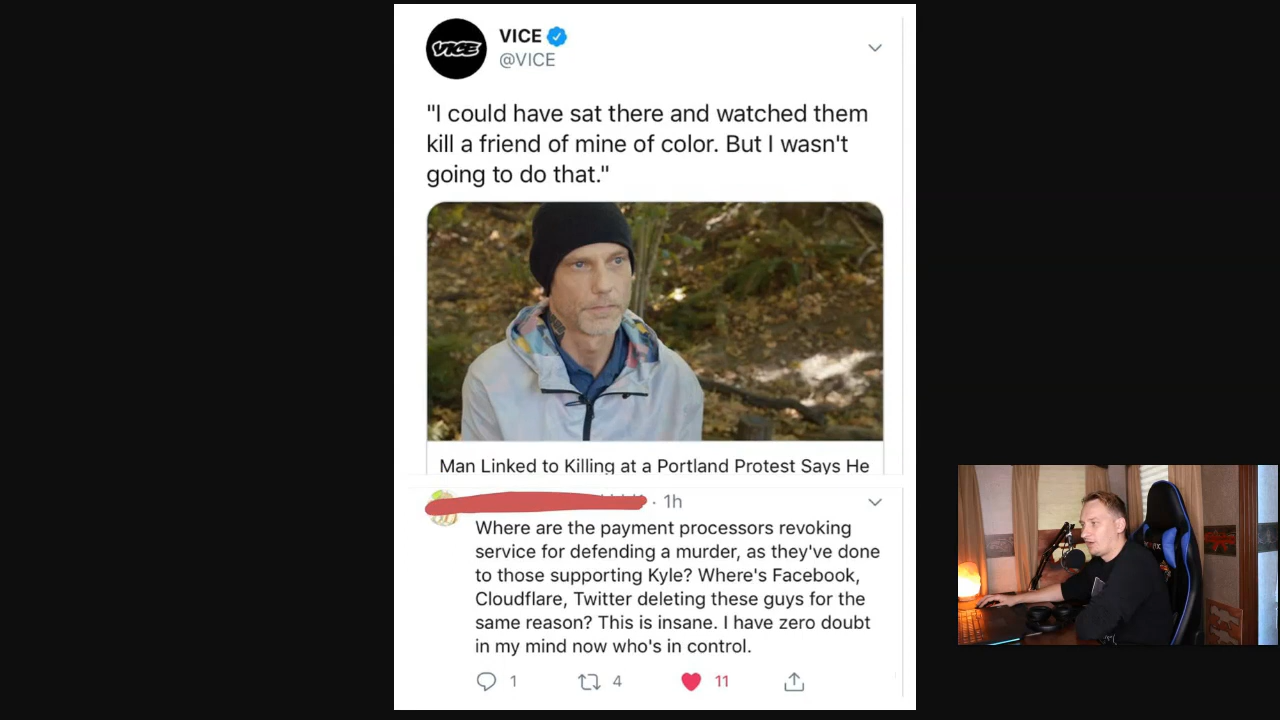 VICE
VICE
@VICE
"I could have sat there and watched them
kill a friend of mine of color. But I wasn't
going to do that."
Man Linked to Killing at a Portland Protest Says He
· 1h
Where are the payment processors revoking
service for defending a murder, as they've done
to those supporting Kyle? Where's Facebook,
Cloudflare, Twitter deleting these guys for the
same reason? This is insane. I have zero doubt
in my mind now who's in control.
1 4 11